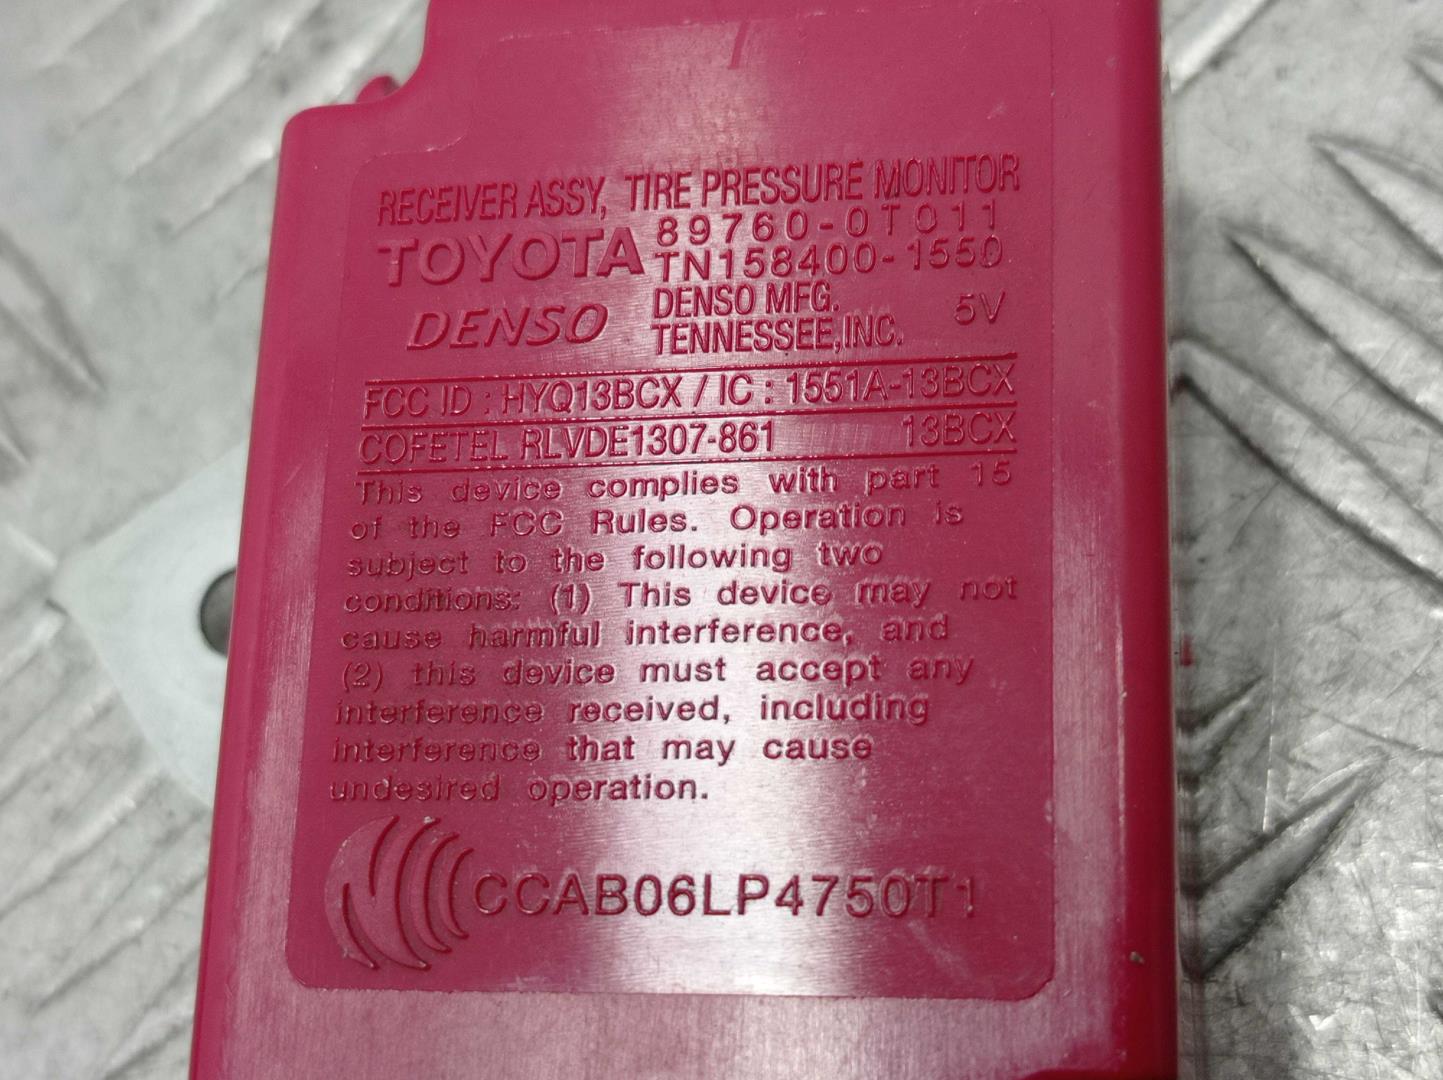 RECEIVER ASSY, TIRE PRESSURE MONITOR
TOYOTA 89760-0T011
TN158400-1550
DENSO DENSO MFG. 5V
TENNESSEE,INC.
FCC ID : HYQ13BCX / IC : 1551A-13BCX
COFETEL RLVDE1307-861 13BCX
This device complies with part 15
of the FCC Rules. Operation is
subject to the following two
conditions: (1) This device may not
cause harmful interference, and
(2) this device must accept any
interference received, including
interference that may cause
undesired operation.
CCAB06LP4750T1